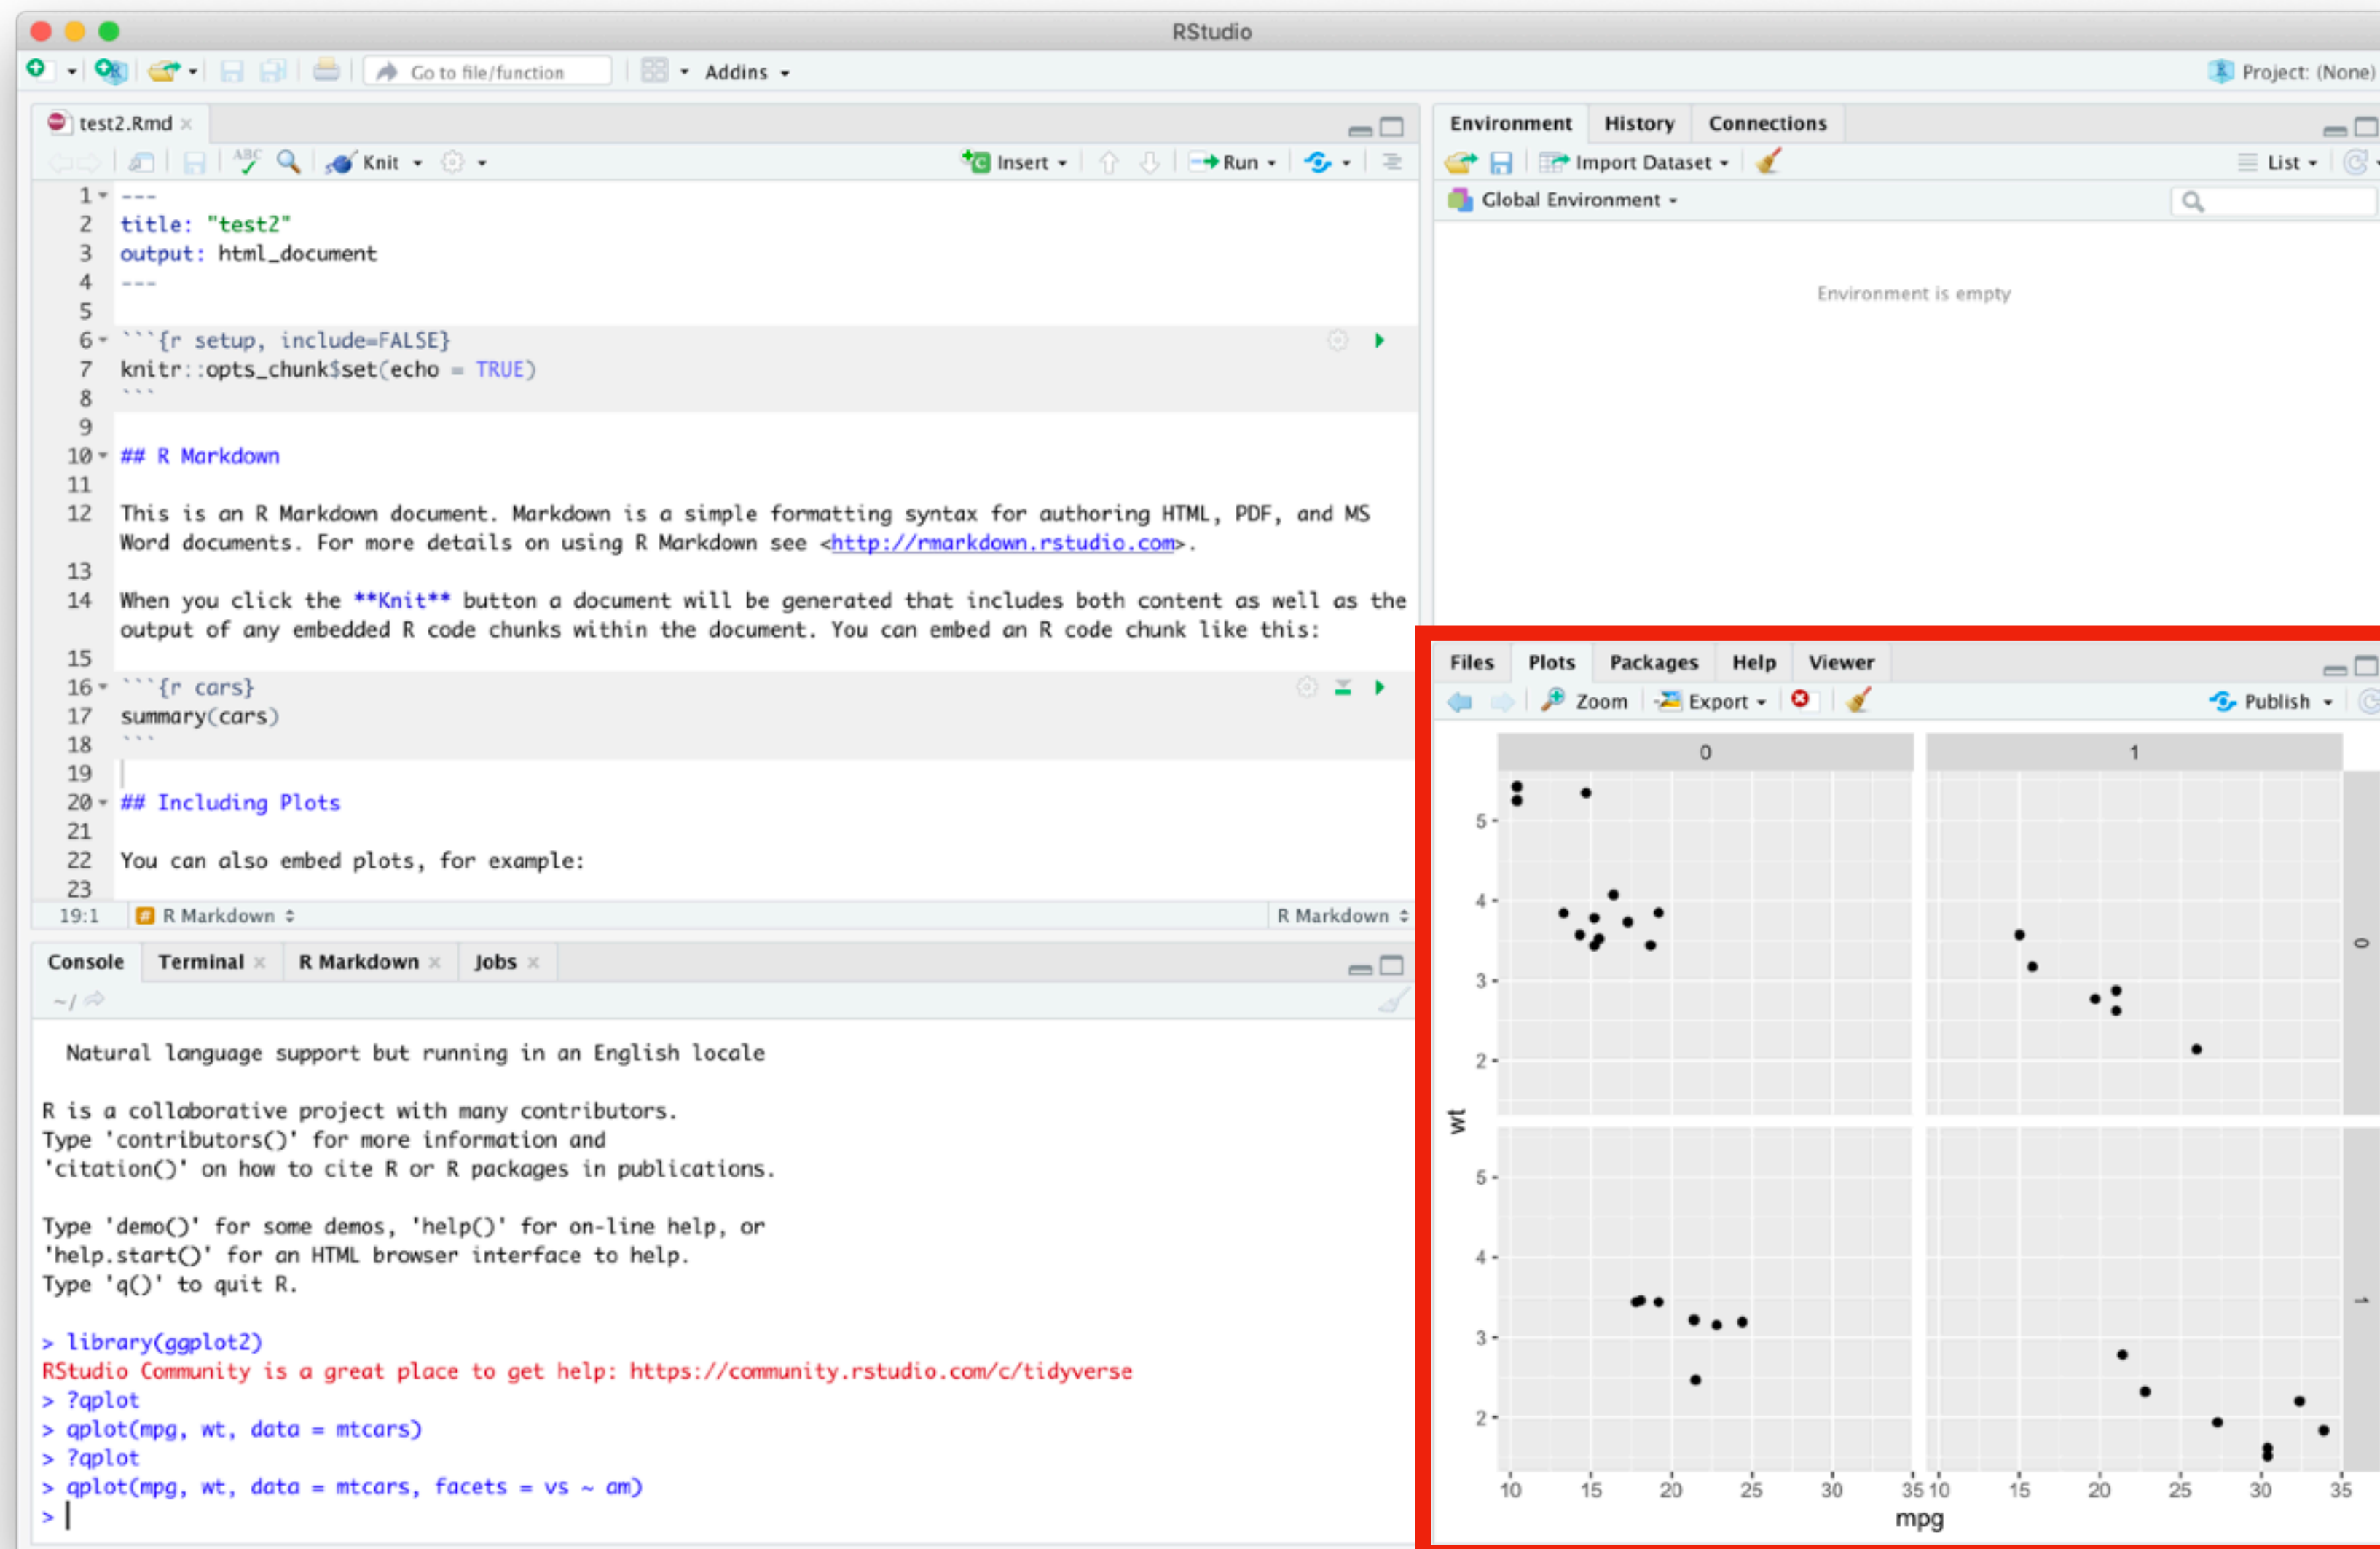 RStudio
Go to file/function
Addins
Project: (None)
test2.Rmd
ABC
Knit
Insert
Run
1 ---
2 title: "test2"
3 output: html_document
4 ---
5
6 ```{r setup, include=FALSE}
7 knitr::opts_chunk$set(echo = TRUE)
8 ```
9
10 ## R Markdown
11
12 This is an R Markdown document. Markdown is a simple formatting syntax for authoring HTML, PDF, and MS
Word documents. For more details on using R Markdown see <http://rmarkdown.rstudio.com>.
13
14 When you click the **Knit** button a document will be generated that includes both content as well as the
output of any embedded R code chunks within the document. You can embed an R code chunk like this:
15
16 ```{r cars}
17 summary(cars)
18 ```
19
20 ## Including Plots
21
22 You can also embed plots, for example:
23
19:1 # R Markdown R Markdown
Console Terminal R Markdown Jobs
~/
Natural language support but running in an English locale
R is a collaborative project with many contributors.
Type 'contributors()' for more information and
'citation()' on how to cite R or R packages in publications.
Type 'demo()' for some demos, 'help()' for on-line help, or
'help.start()' for an HTML browser interface to help.
Type 'q()' to quit R.
> library(ggplot2)
RStudio Community is a great place to get help: https://community.rstudio.com/c/tidyverse
> ?qplot
> qplot(mpg, wt, data = mtcars)
> ?qplot
> qplot(mpg, wt, data = mtcars, facets = vs ~ am)
>
Environment History Connections
Import Dataset
List
Global Environment
Environment is empty
Files Plots Packages Help Viewer
Zoom Export Publish
0 1
5
4
3
2
0
wt
5
4
3
2
1
10 15 20 25 30 35 10 15 20 25 30 35
mpg